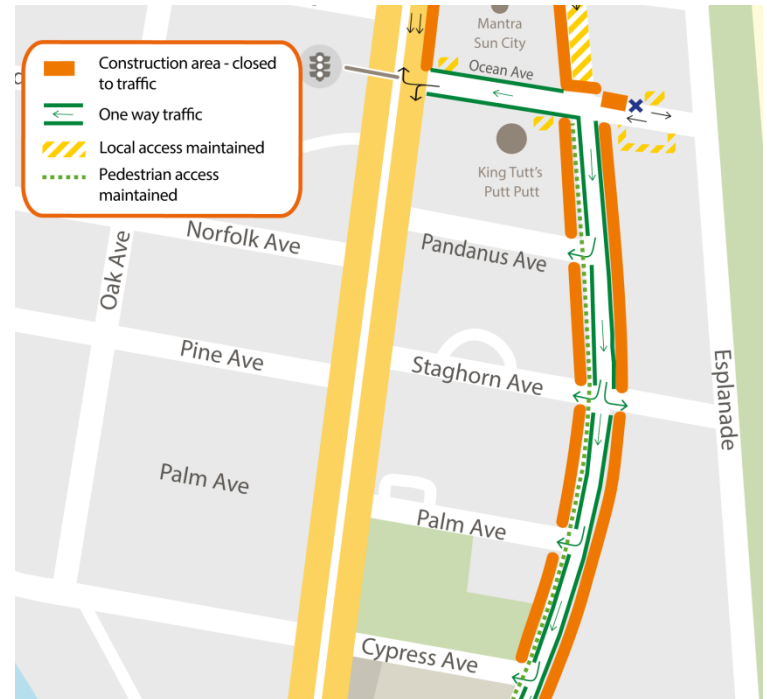 Mantra
Sun City
Construction area - closed
to traffic
One way traffic
Local access maintained
Pedestrian access
maintained
Ocean Ave
King Tutt's
Putt Putt
Norfolk Ave
Pandanus Ave
Oak Ave
Pine Ave
Staghorn Ave
Esplanade
Palm Ave
Palm Ave
Cypress Ave